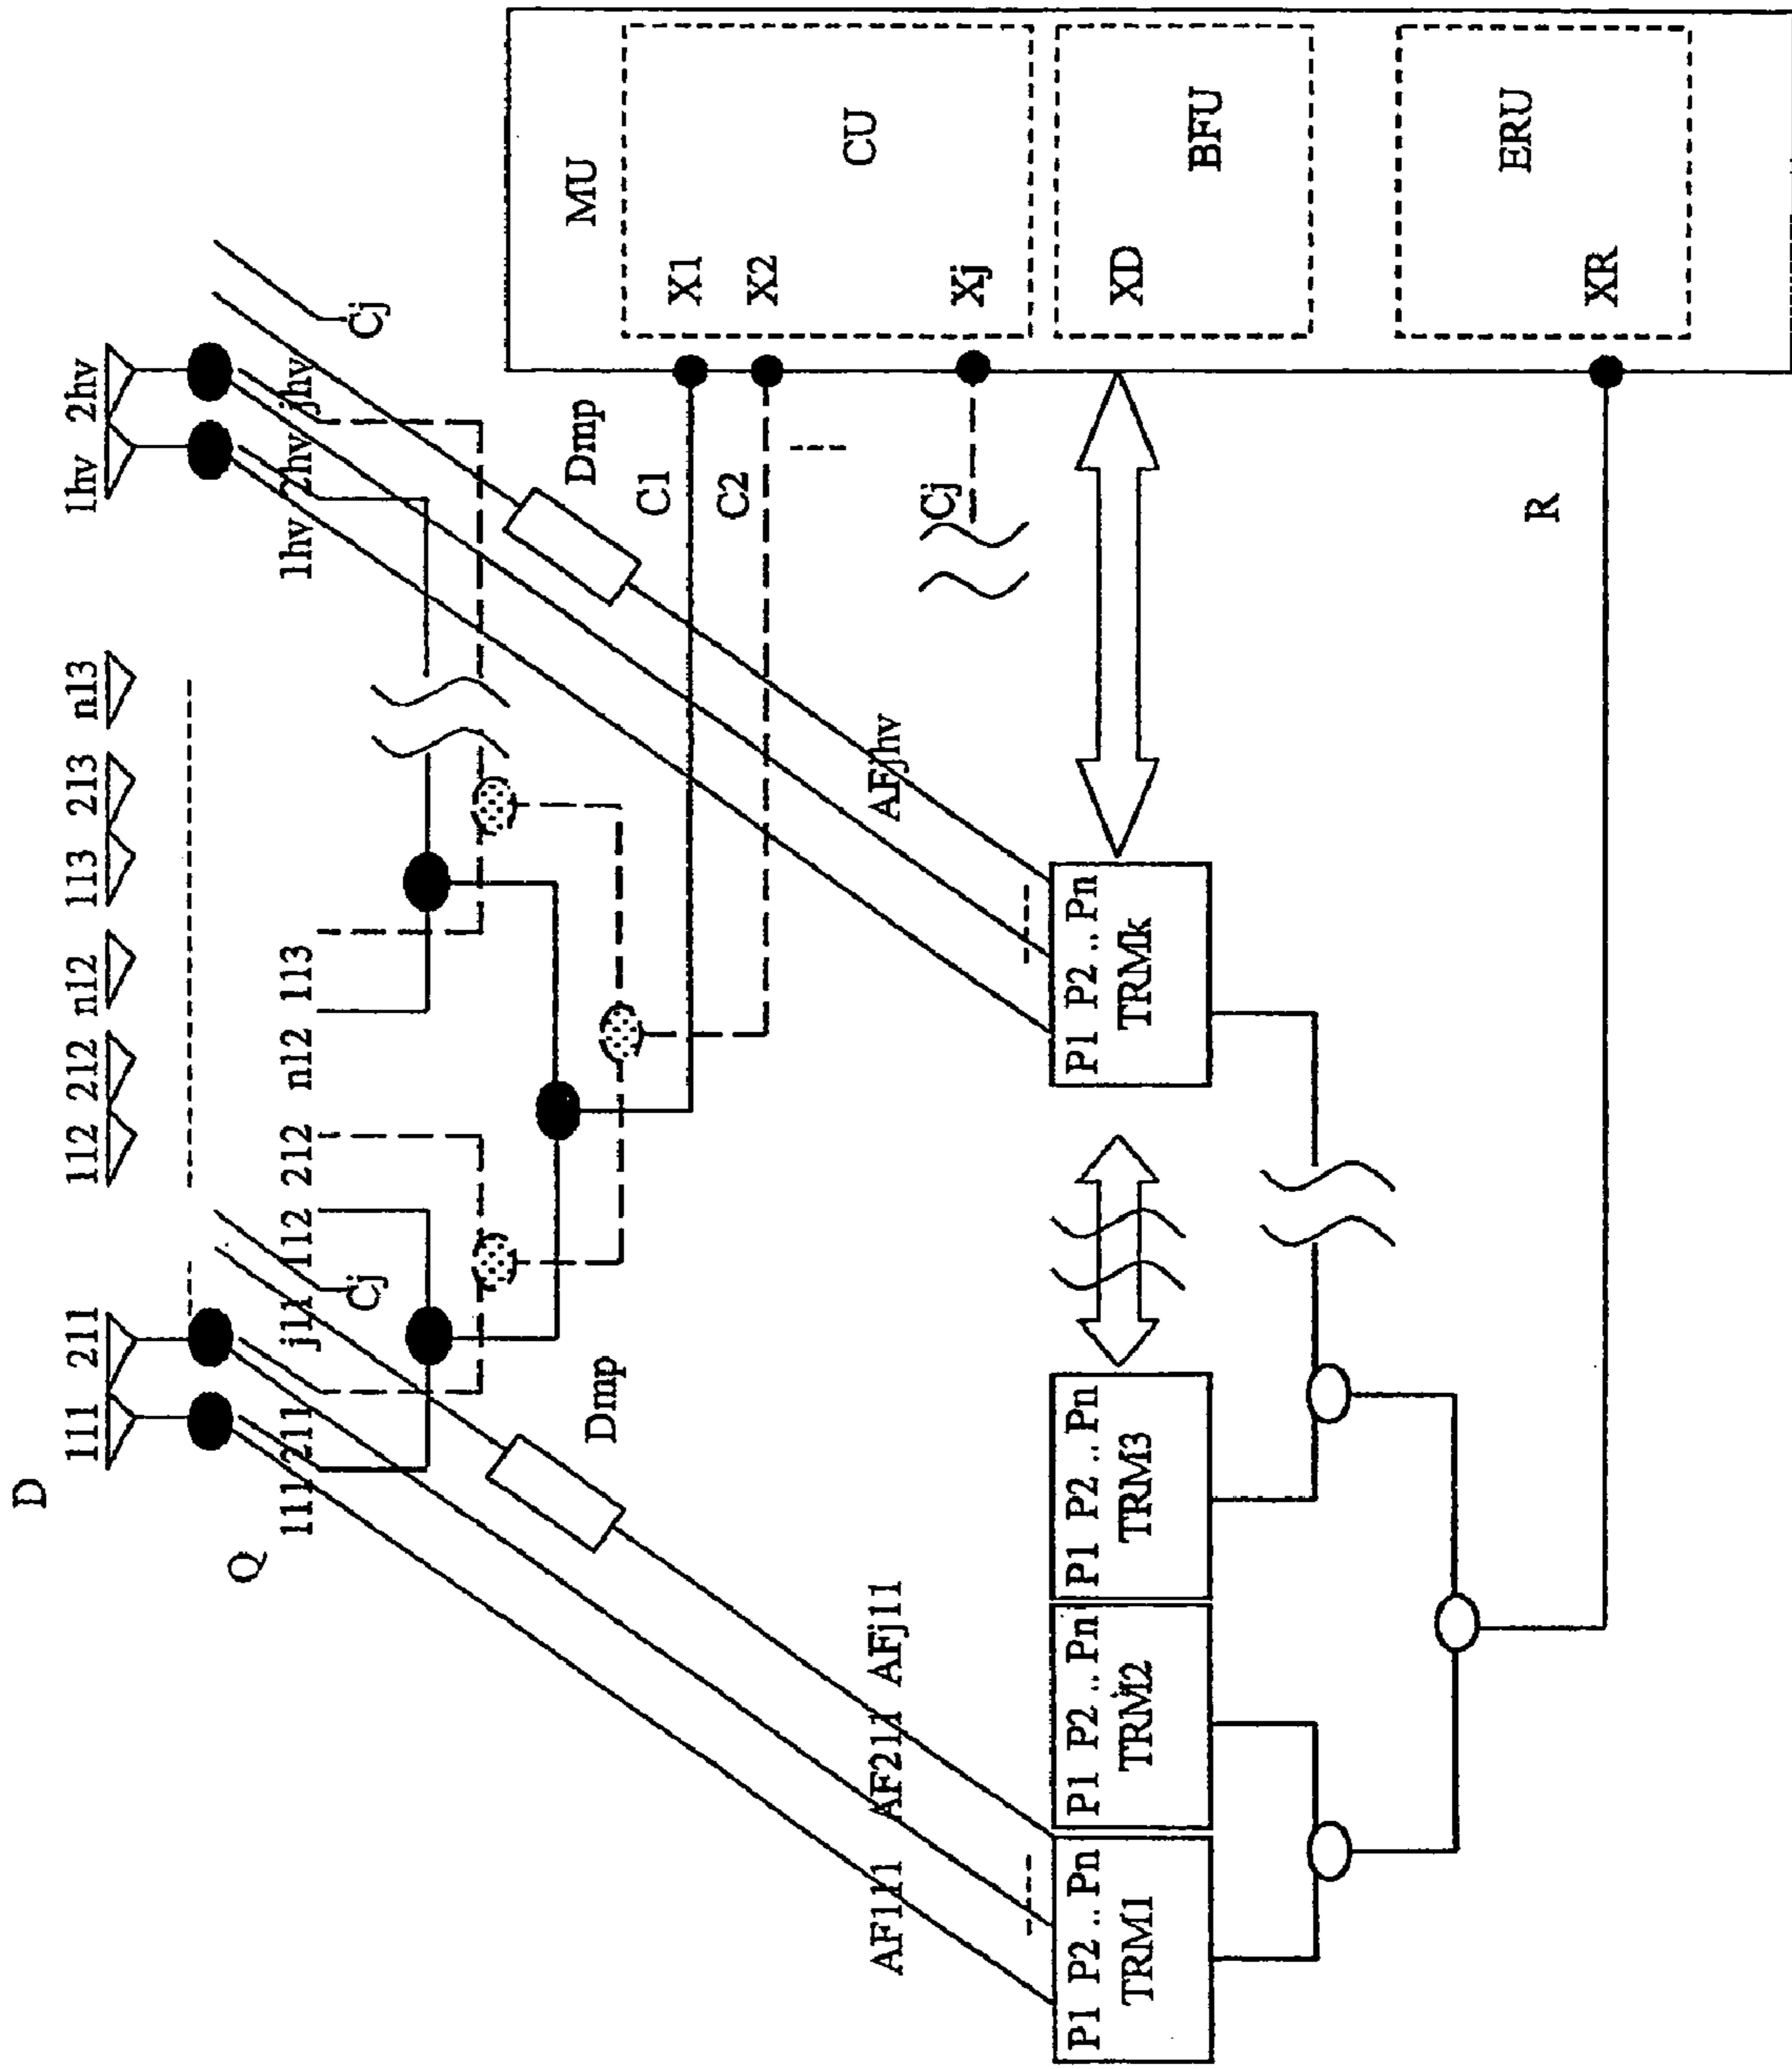 D
111 211 112 212 n12 113 213 n13 1hv 2hv
Q
111 211 j11 112 212 n12 113 1hv 2hv jhv
Cj Cj
Dmp Dmp MU
C1 X1
C2 X2
CU
AF111 AF211 AFj11 AFjhv
Cj Xj
P1 P2 .. Pn P1 P2 .. Pn P1 P2 .. Pn P1 P2 .. Pn
TRM1 TRM2 TRM3 TRMk XD
BFU
ERU
R XR